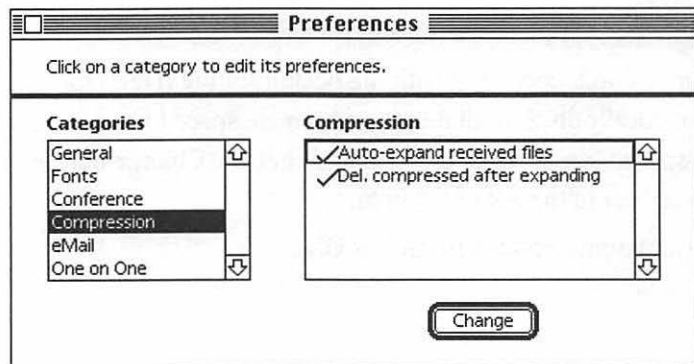 Preferences
Click on a category to edit its preferences.
Categories
General
Fonts
Conference
Compression
eMail
One on One
Compression
Auto-expand received files
Del. compressed after expanding
Change